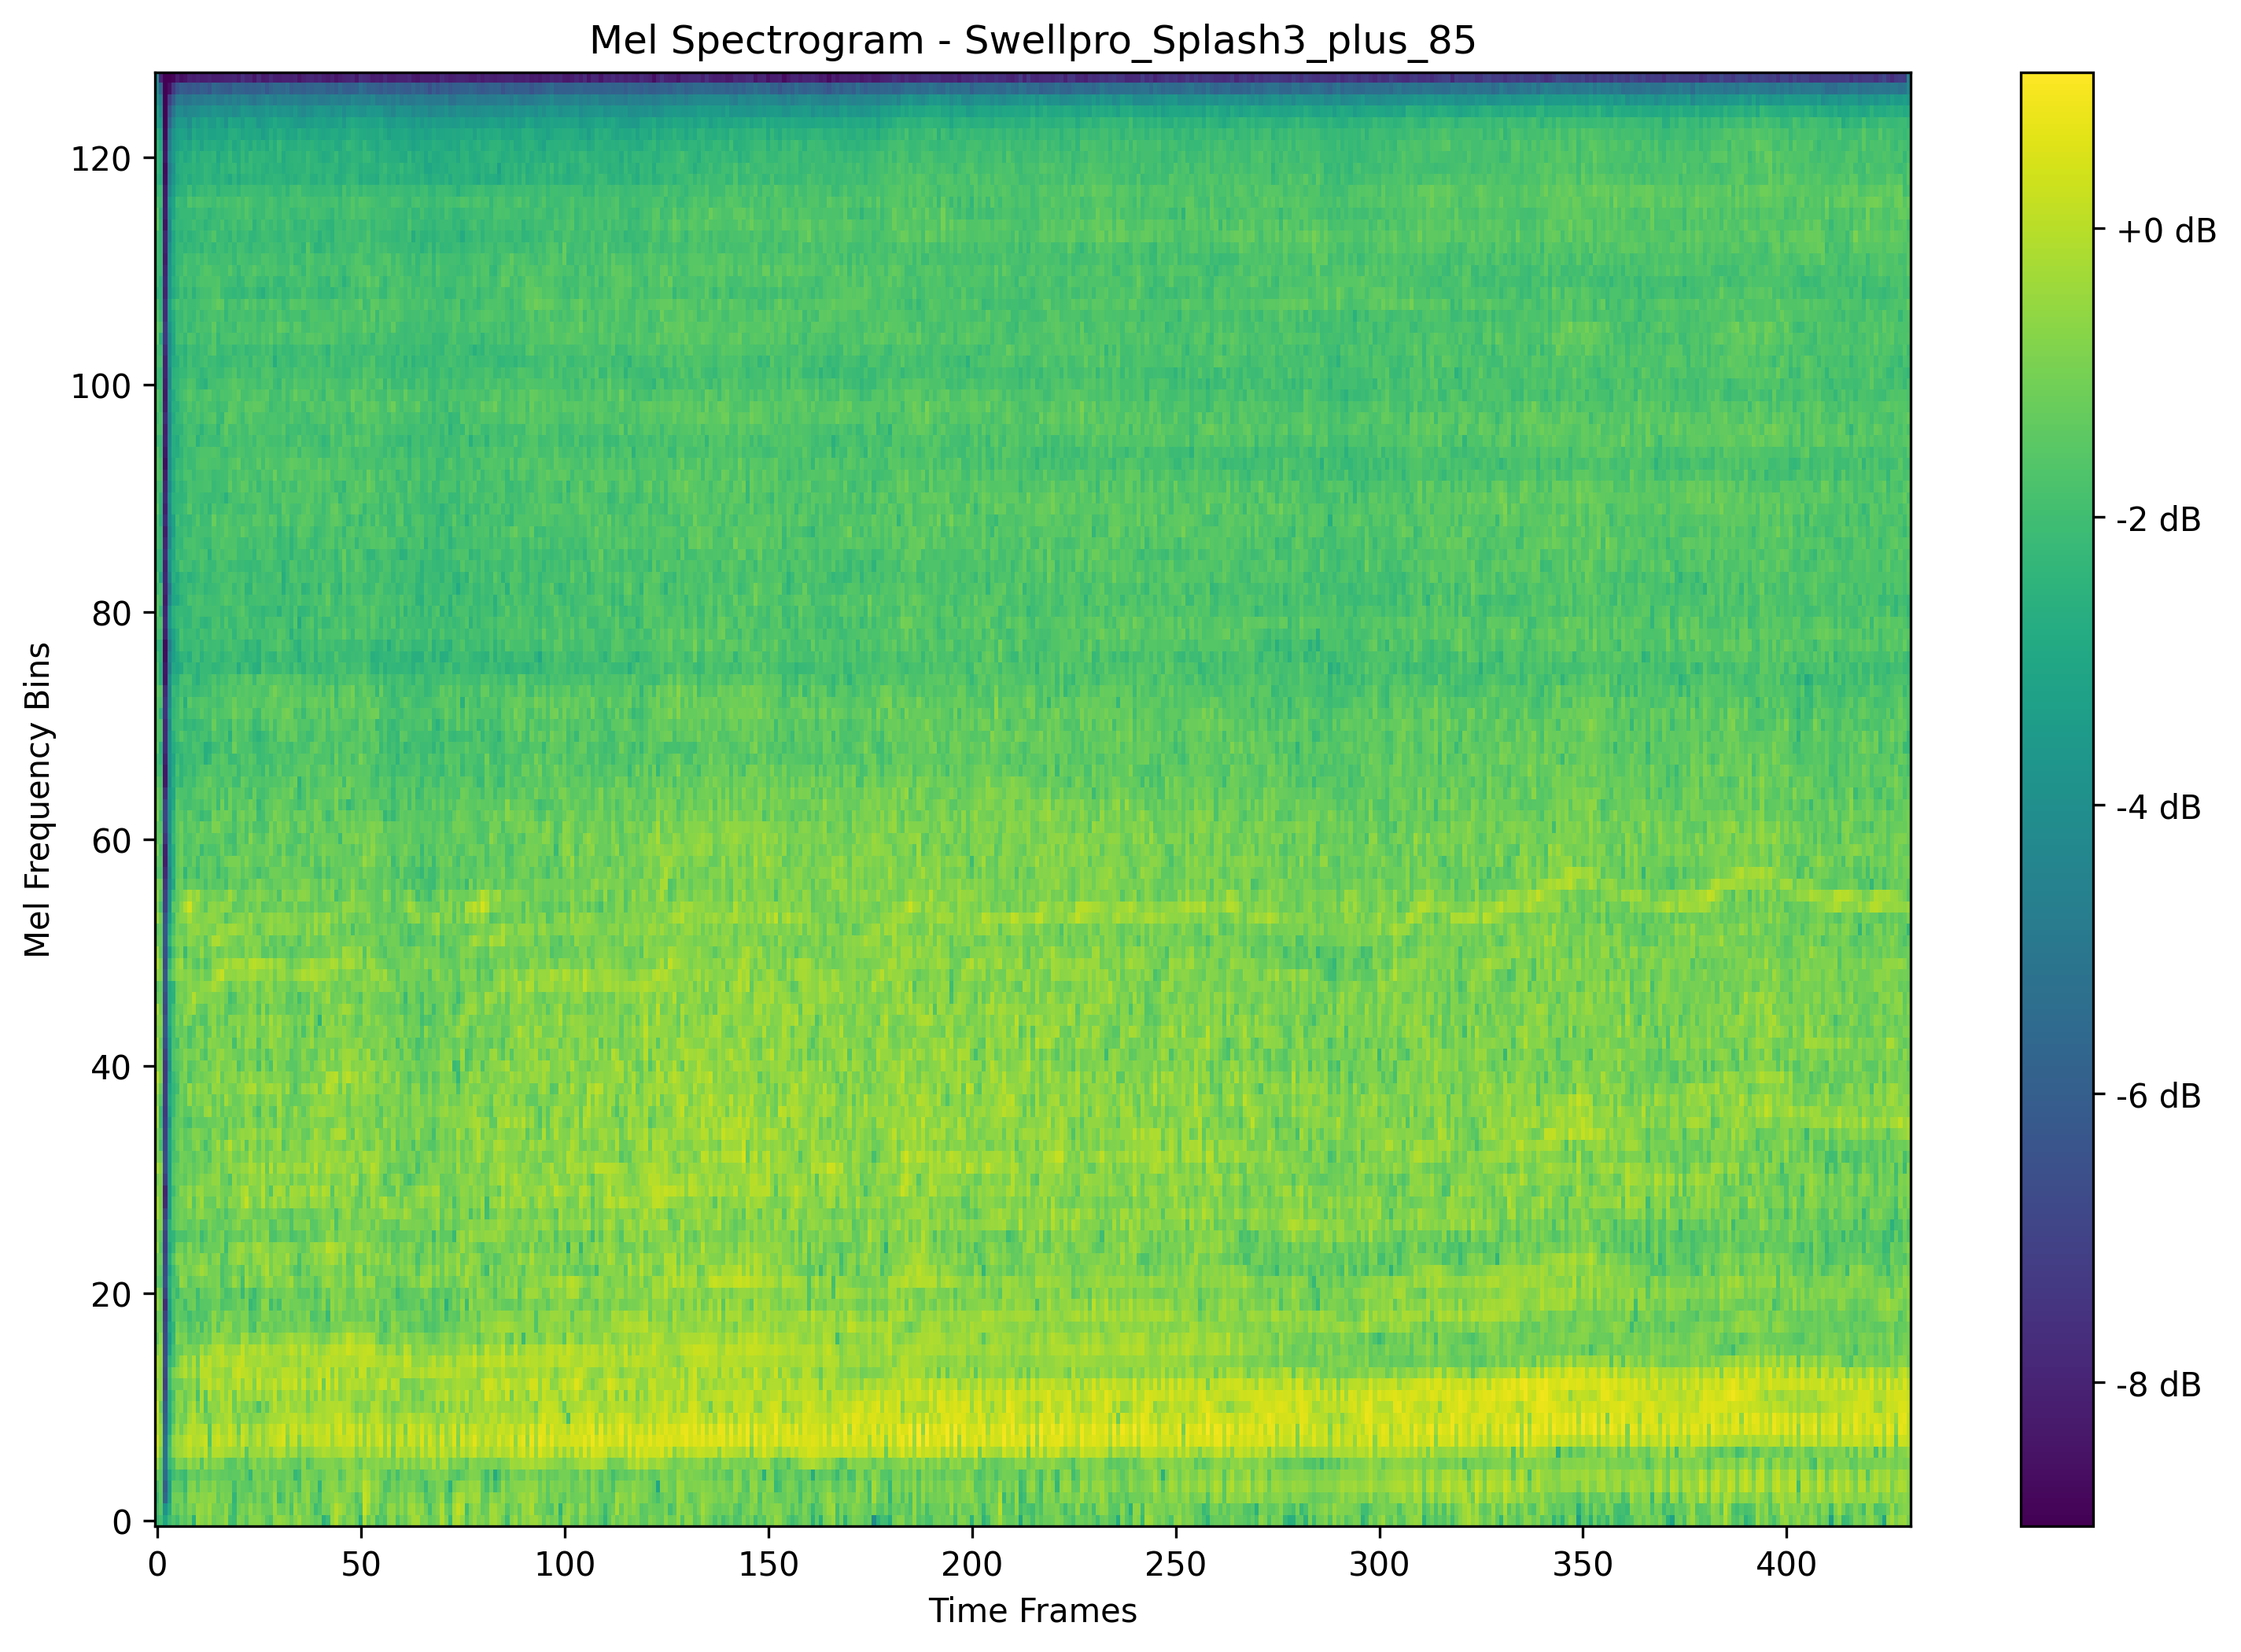 Mel Spectrogram - Swellpro_Splash3_plus_85
120
100
80
60
40
20
0
Mel Frequency Bins
0 50 100 150 200 250 300 350 400
Time Frames
+0 dB
-2 dB
-4 dB
-6 dB
-8 dB